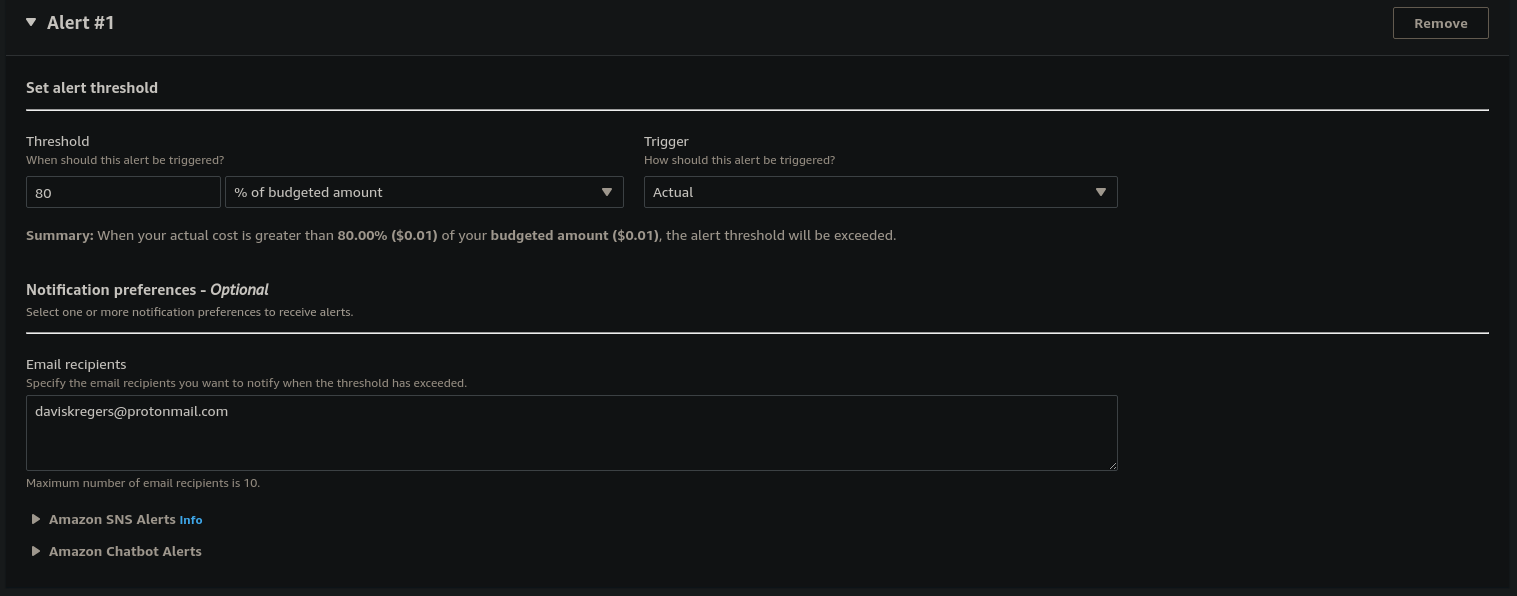 Alert #1
Remove
Set alert threshold
Threshold
When should this alert be triggered?
80
% of budgeted amount
Trigger
How should this alert be triggered?
Actual
Summary: When your actual cost is greater than 80.00% ($0.01) of your budgeted amount ($0.01), the alert threshold will be exceeded.
Notification preferences - Optional
Select one or more notification preferences to receive alerts.
Email recipients
Specify the email recipients you want to notify when the threshold has exceeded.
daviskregers@protonmail.com
Maximum number of email recipients is 10.
Amazon SNS Alerts Info
Amazon Chatbot Alerts